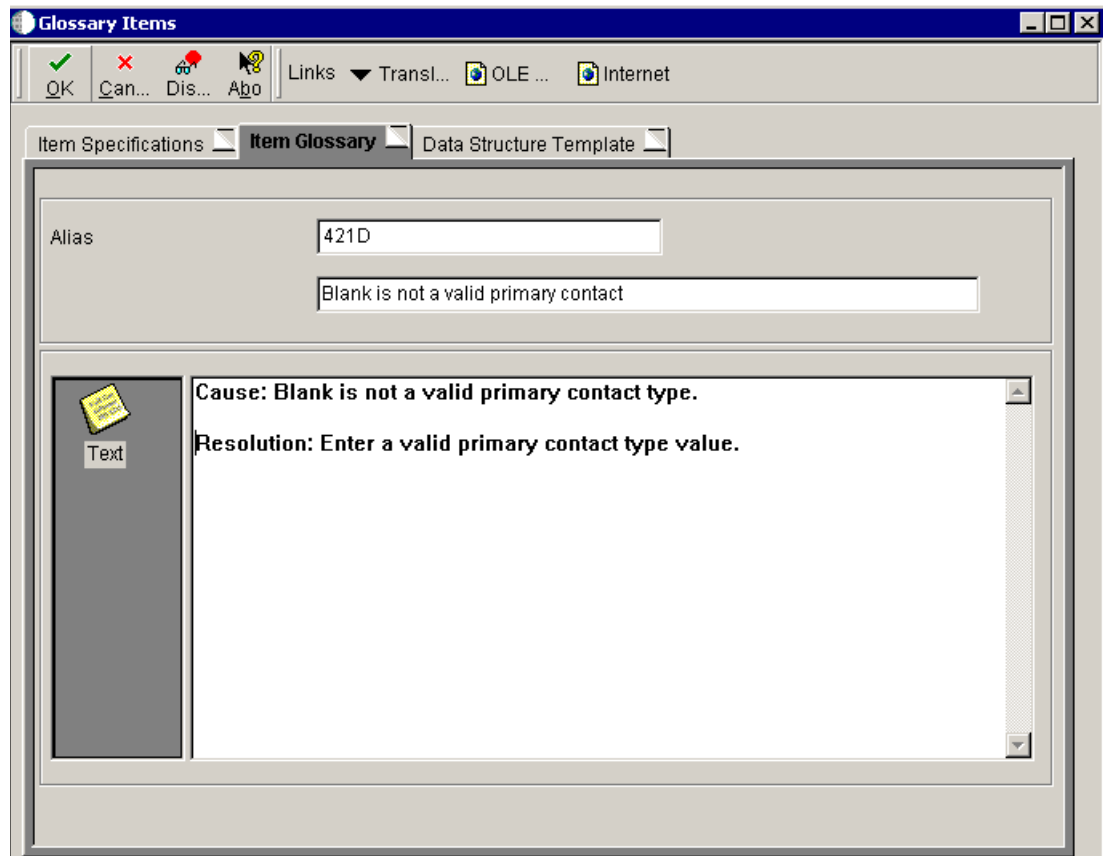 Glossary Items
OK Can... Dis... Abo Links Transl... OLE ... Internet
Item Specifications Item Glossary Data Structure Template
Alias 421D
Blank is not a valid primary contact
Cause: Blank is not a valid primary contact type.
Resolution: Enter a valid primary contact type value.
Text